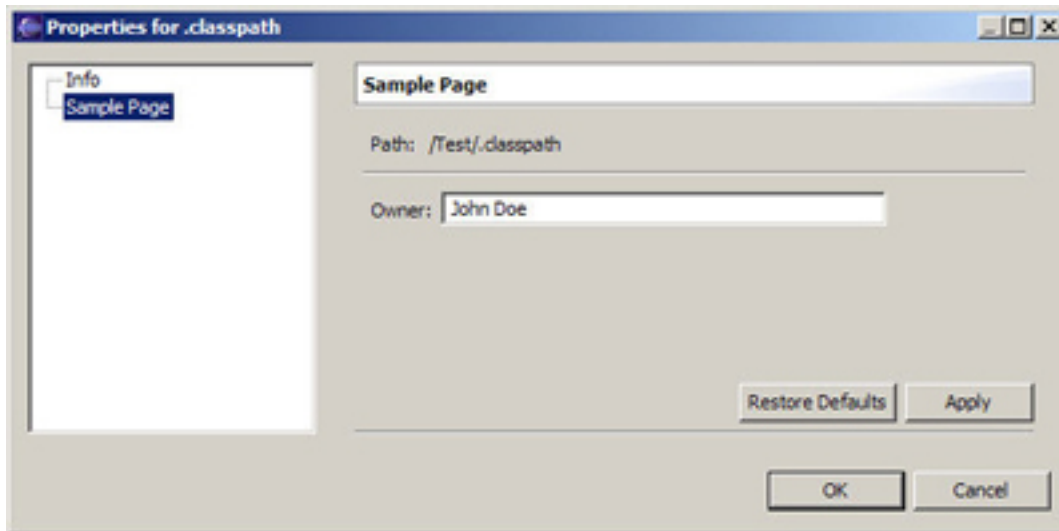 Properties for .classpath
Info
Sample Page
Sample Page
Path: /Test/.classpath
Owner: John Doe
Restore Defaults Apply
OK Cancel